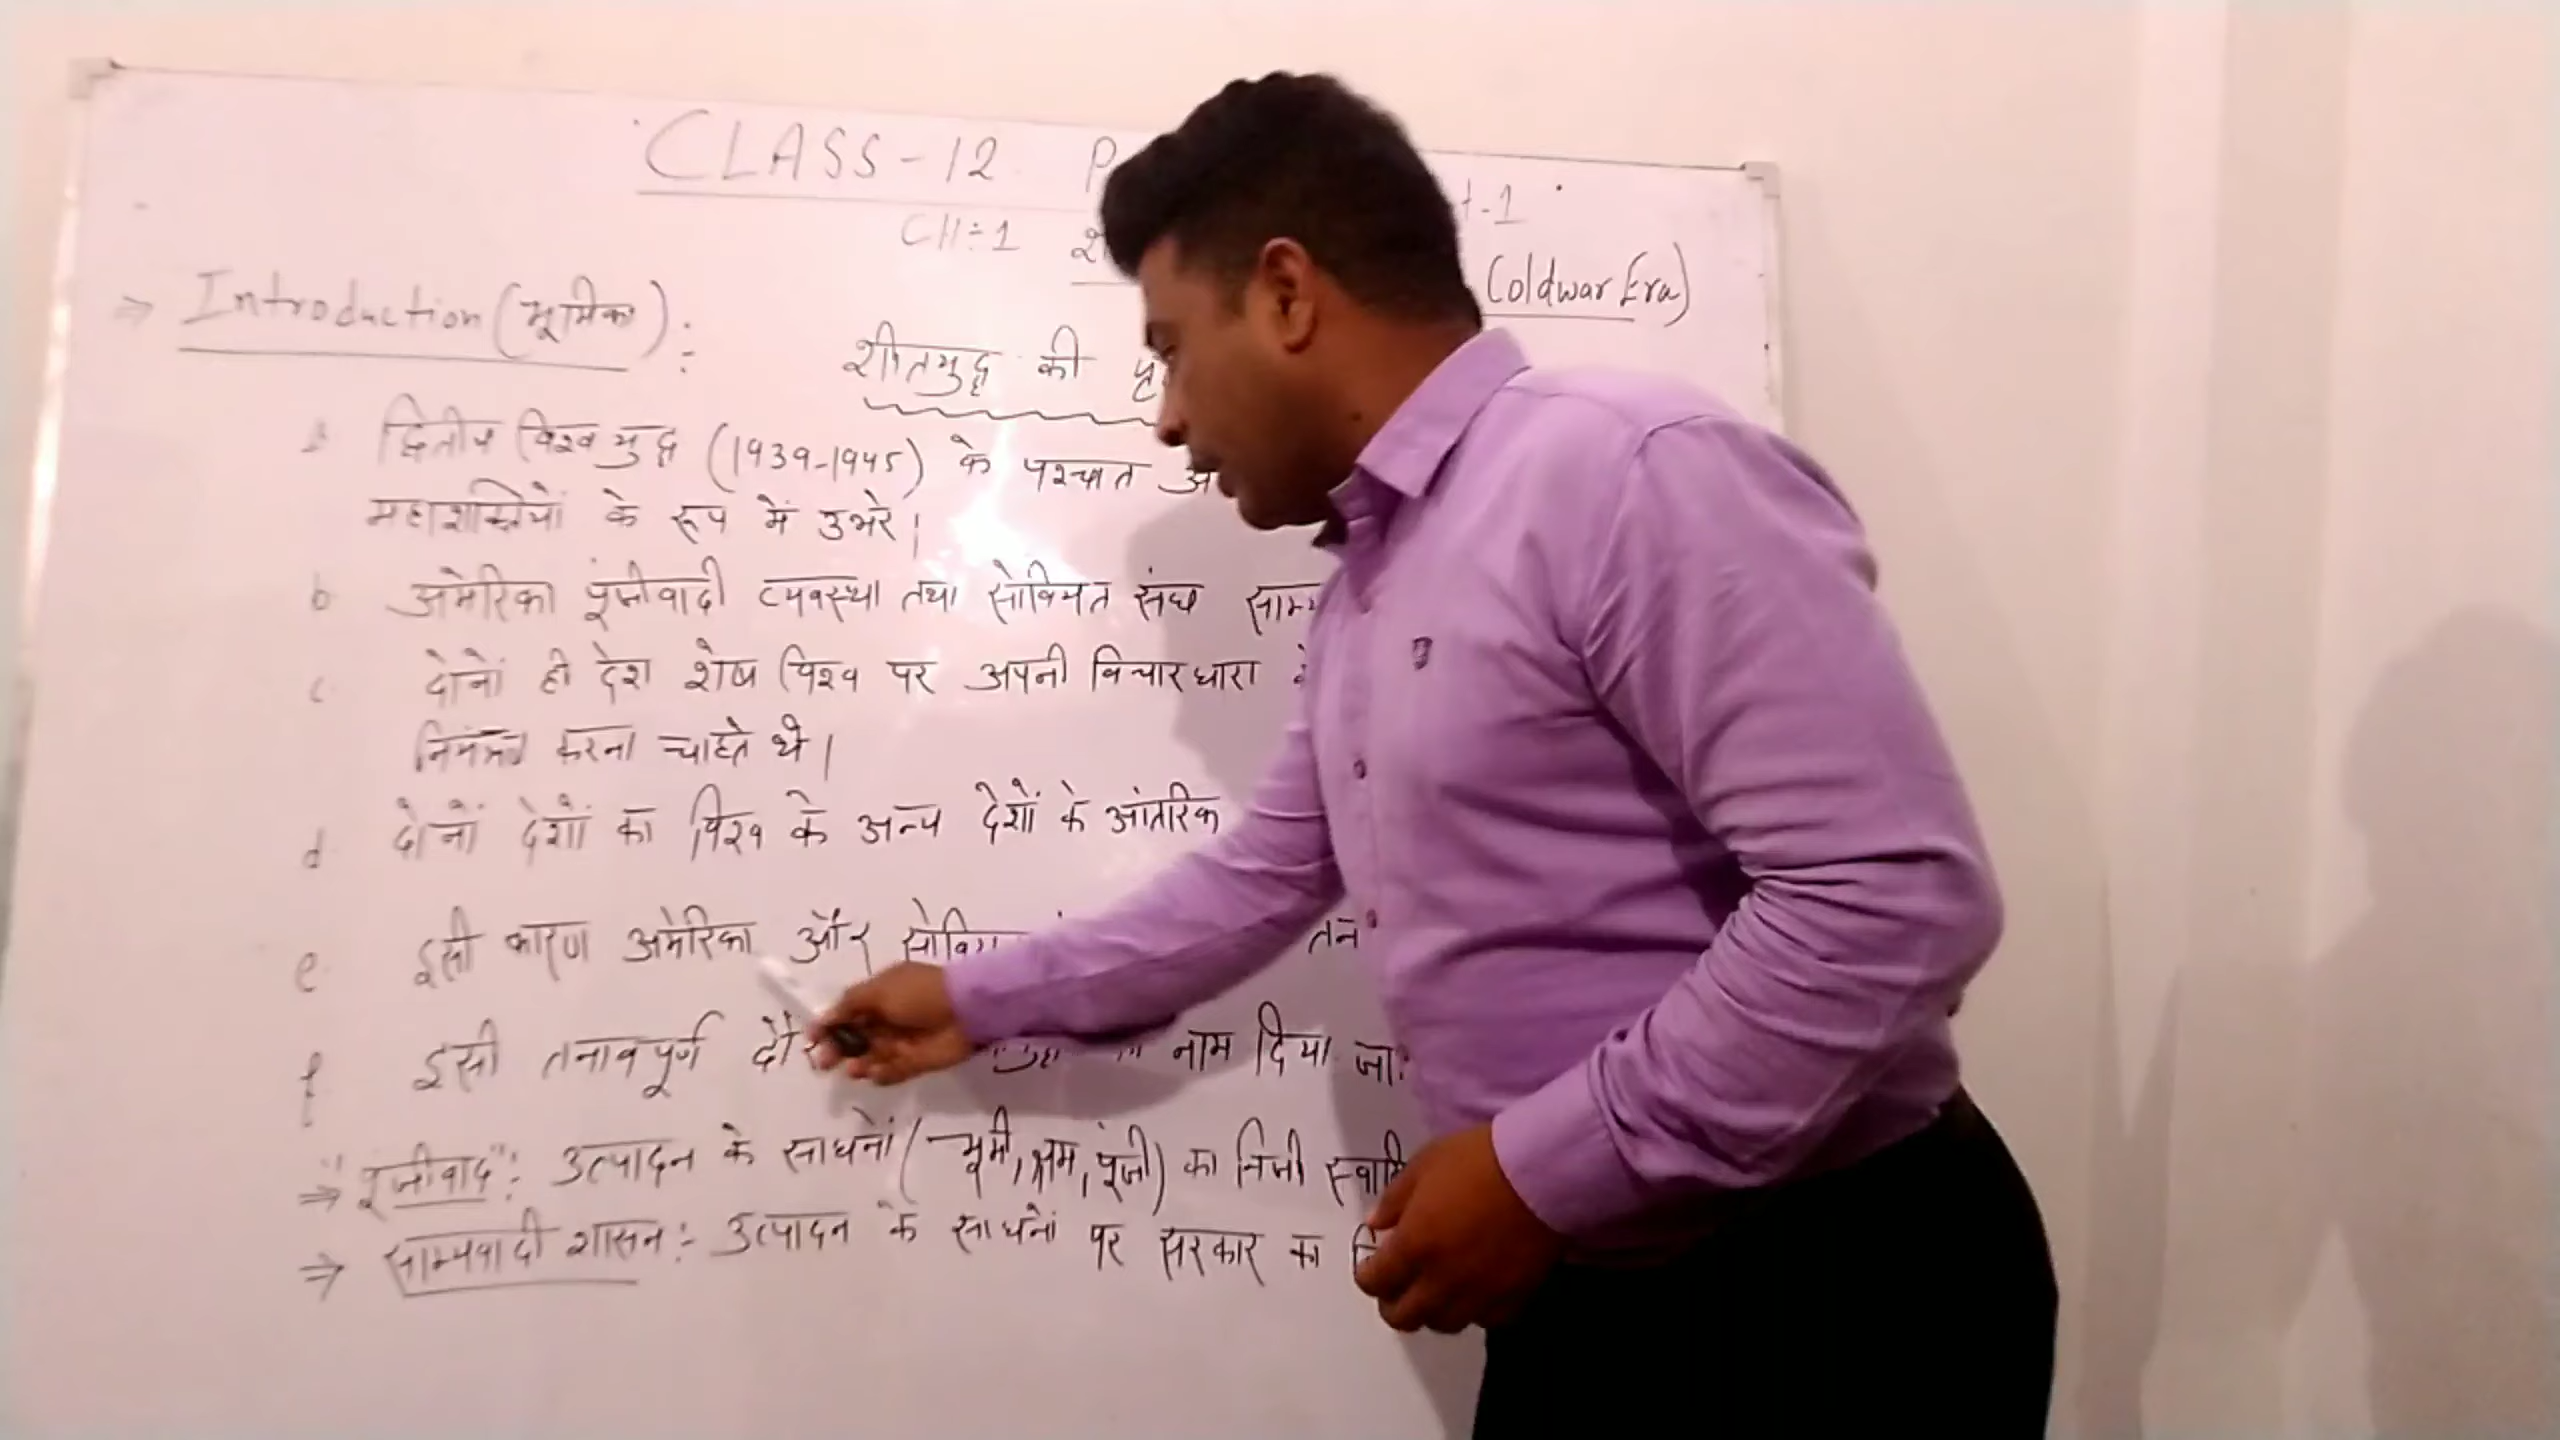 CLASS-12
CH:-1
(Coldwar Era)
⇒ Introduction (भूमिका) :-
शीतयुद्ध की
a द्वितीय विश्व युद्ध (1939-1945) के पश्चात
महाशक्तियों के रूप में उभरे।
b अमेरिका पूंजीवादी व्यवस्था तथा सोवियत संघ
c दोनों ही देश शेष विश्व पर अपनी विचारधारा
नियंत्रण करना चाहते थे।
d दोनों देशों का विश्व के अन्य देशों के आंतरिक
e इसी कारण अमेरिका और
f इसी तनावपूर्ण दौर नाम दिया
⇒ "पूंजीवाद":- उत्पादन के साधनों (भूमी, श्रम, पूंजी) का निजी
⇒ साम्यवादी शासन:- उत्पादन के साधनों पर सरकार का